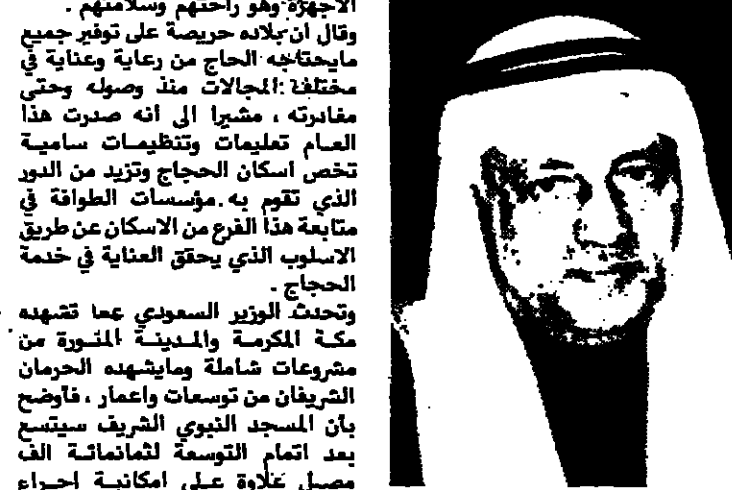 الاجهزة وهو راحتهم وسلامتهم .
وقال ان بلاده حريصة على توفير جميع
مايحتاجه الحاج من رعاية وعناية في
مختلفة المجالات منذ وصوله وحتى
مغادرته ، مشيرا الى أنه صدرت هذا
العام تعليمات وتنظيمات سامية
تخص اسكان الحجاج وتزيد من الدور
الذي تقوم به مؤسسات الطوافة في
متابعة هذا الفرع من الاسكان عن طريق
الاسلوب الذي يحقق العناية في خدمة
الحجاج .
وتحدث الوزير السعودي عما تشهده
مكة المكرمة والمدينة المنورة من
مشروعات شاملة ومايشهده الحرمان
الشريفان من توسعات واعمار ، فأوضح
بأن المسجد النبوي الشريف سيتسع
بعد اتمام التوسعة لثمانمائة الف
مصل علاوة على امكانية اجراء